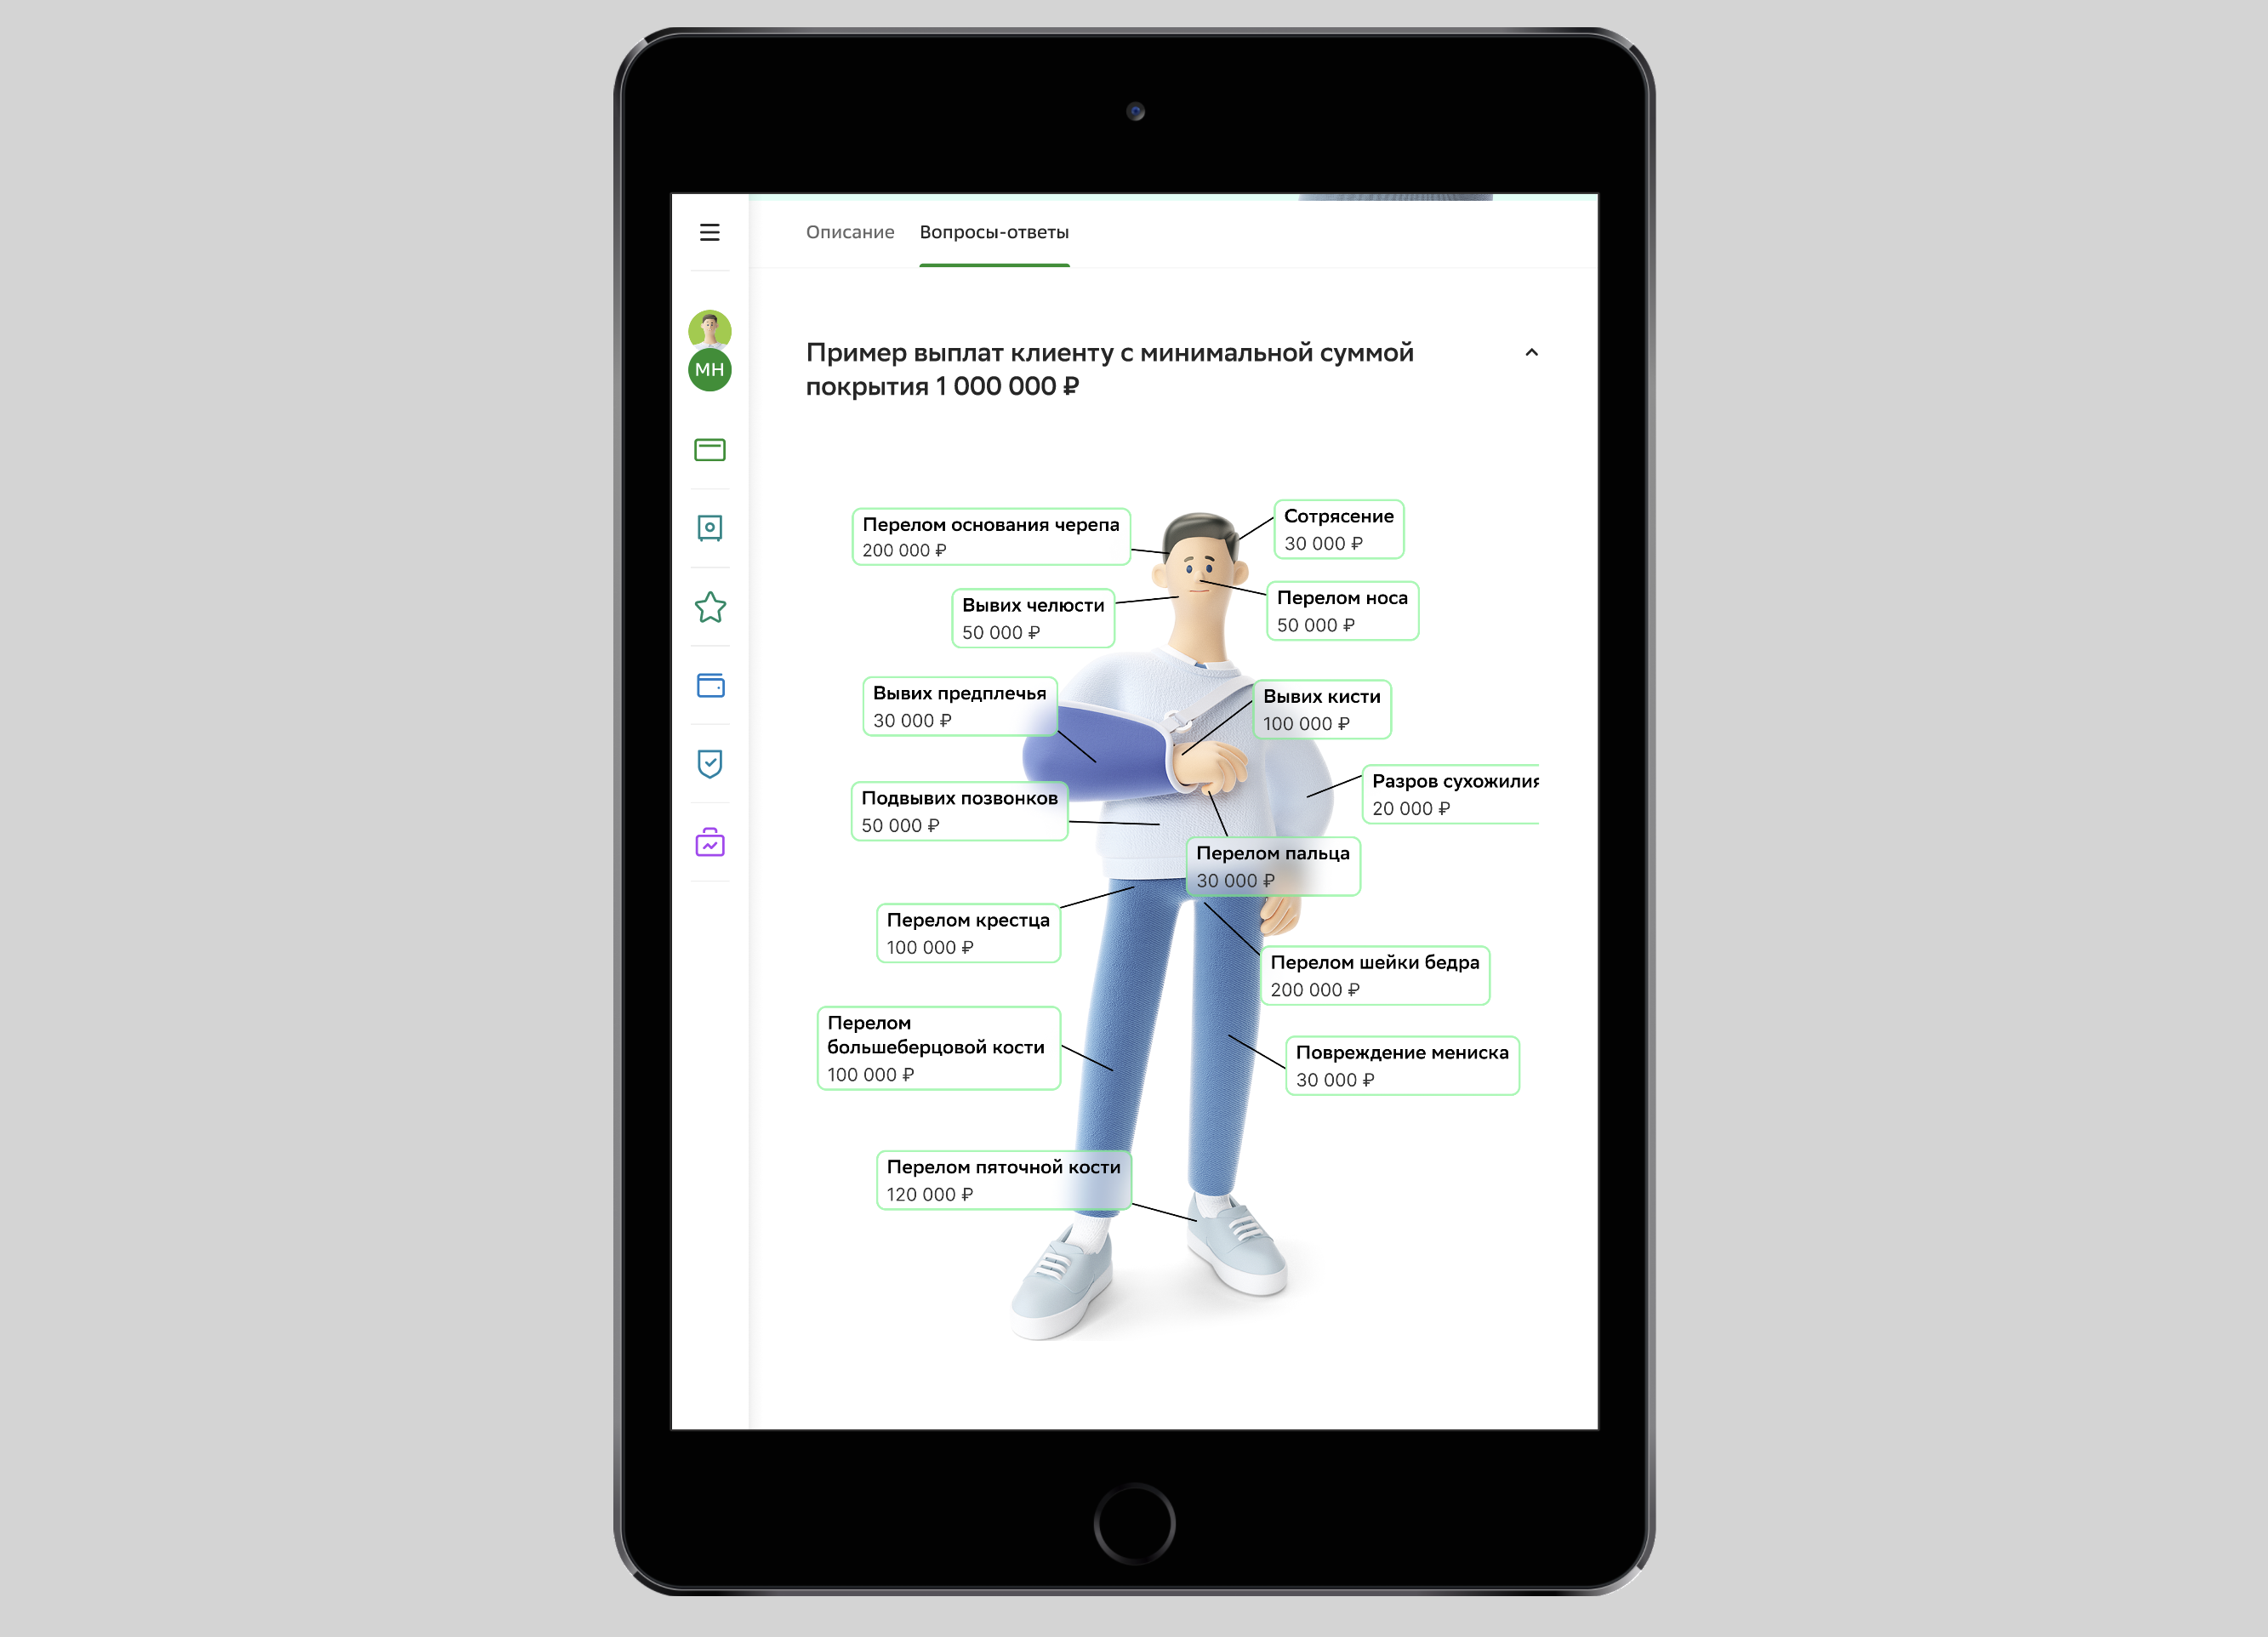 Описание Вопросы-ответы
МН
Пример выплат клиенту с минимальной суммой
покрытия 1 000 000 ₽
Перелом основания черепа
200 000 ₽
Сотрясение
30 000 ₽
Вывих челюсти
50 000 ₽
Перелом носа
50 000 ₽
Вывих предплечья
30 000 ₽
Вывих кисти
100 000 ₽
Разров сухожилия
20 000 ₽
Подвывих позвонков
50 000 ₽
Перелом пальца
30 000 ₽
Перелом крестца
100 000 ₽
Перелом шейки бедра
200 000 ₽
Перелом
большеберцовой кости
100 000 ₽
Повреждение мениска
30 000 ₽
Перелом пяточной кости
120 000 ₽